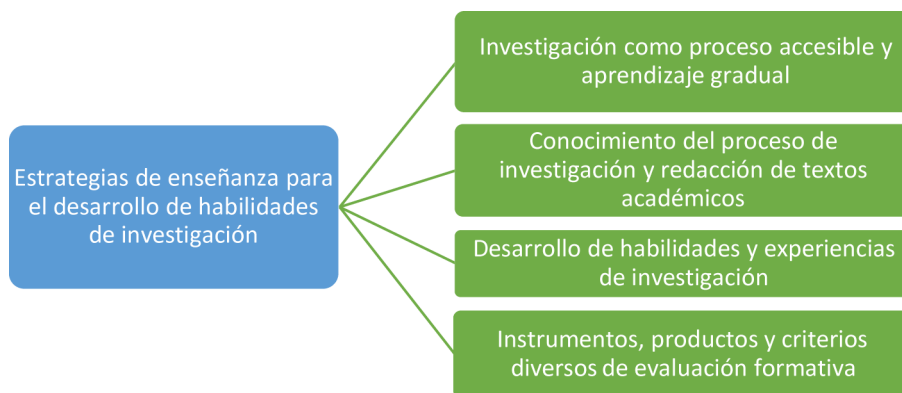 Estrategias de enseñanza para
el desarrollo de habilidades
de investigación
Investigación como proceso accesible y
aprendizaje gradual
Conocimiento del proceso de
investigación y redacción de textos
académicos
Desarrollo de habilidades y experiencias
de investigación
Instrumentos, productos y criterios
diversos de evaluación formativa